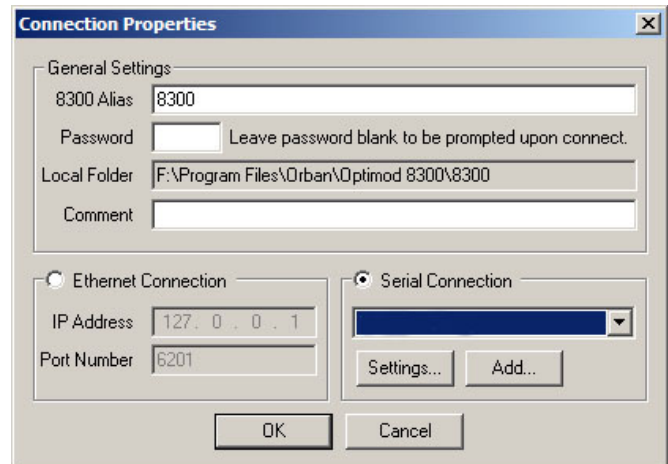 Connection Properties
General Settings
8300 Alias 8300
Password Leave password blank to be prompted upon connect.
Local Folder F:\Program Files\Orban\Optimod 8300\8300
Comment
Ethernet Connection
IP Address 127. 0 . 0 . 1
Port Number 6201
Serial Connection
Settings... Add...
OK Cancel